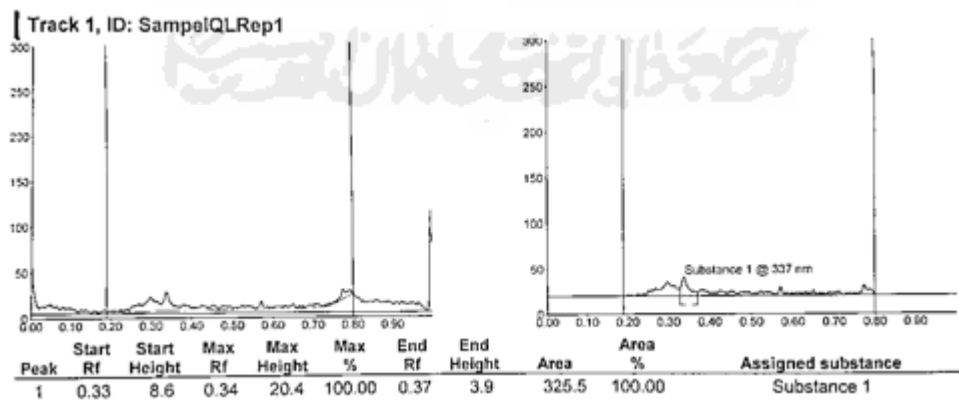 Track 1, ID: SampelQLRep1
300
250
200
150
100
50
0
0.00 0.10 0.20 0.30 0.40 0.50 0.60 0.70 0.80 0.90
300
250
200
150
100
50
0
Substance 1 @ 337 nm
0.00 0.10 0.20 0.30 0.40 0.50 0.60 0.70 0.80 0.90
Peak Start Rf Start Height Max Rf Max Height Max % End Rf End Height Area Area % Assigned substance
1 0.33 8.6 0.34 20.4 100.00 0.37 3.9 325.5 100.00 Substance 1